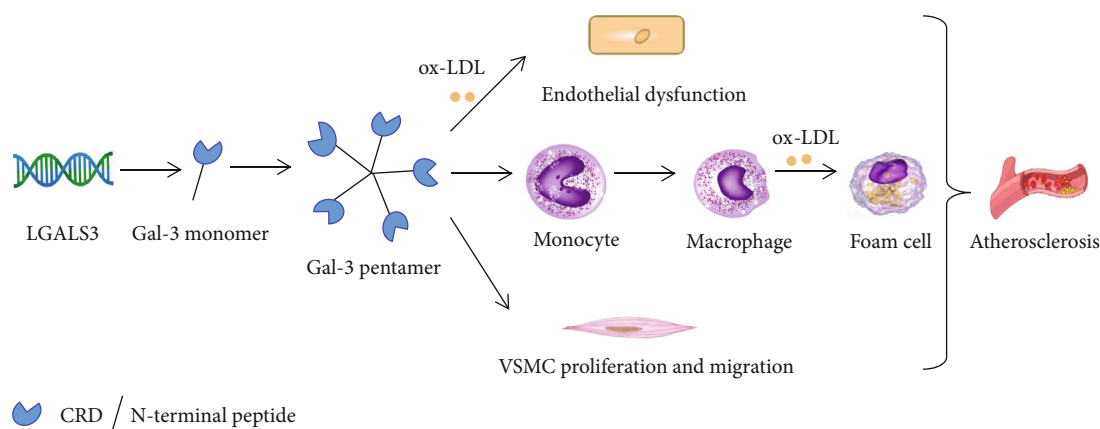 ox-LDL
Endothelial dysfunction
ox-LDL
LGALS3
Gal-3 monomer
Gal-3 pentamer
Monocyte
Macrophage
Foam cell
Atherosclerosis
VSMC proliferation and migration
CRD
N-terminal peptide